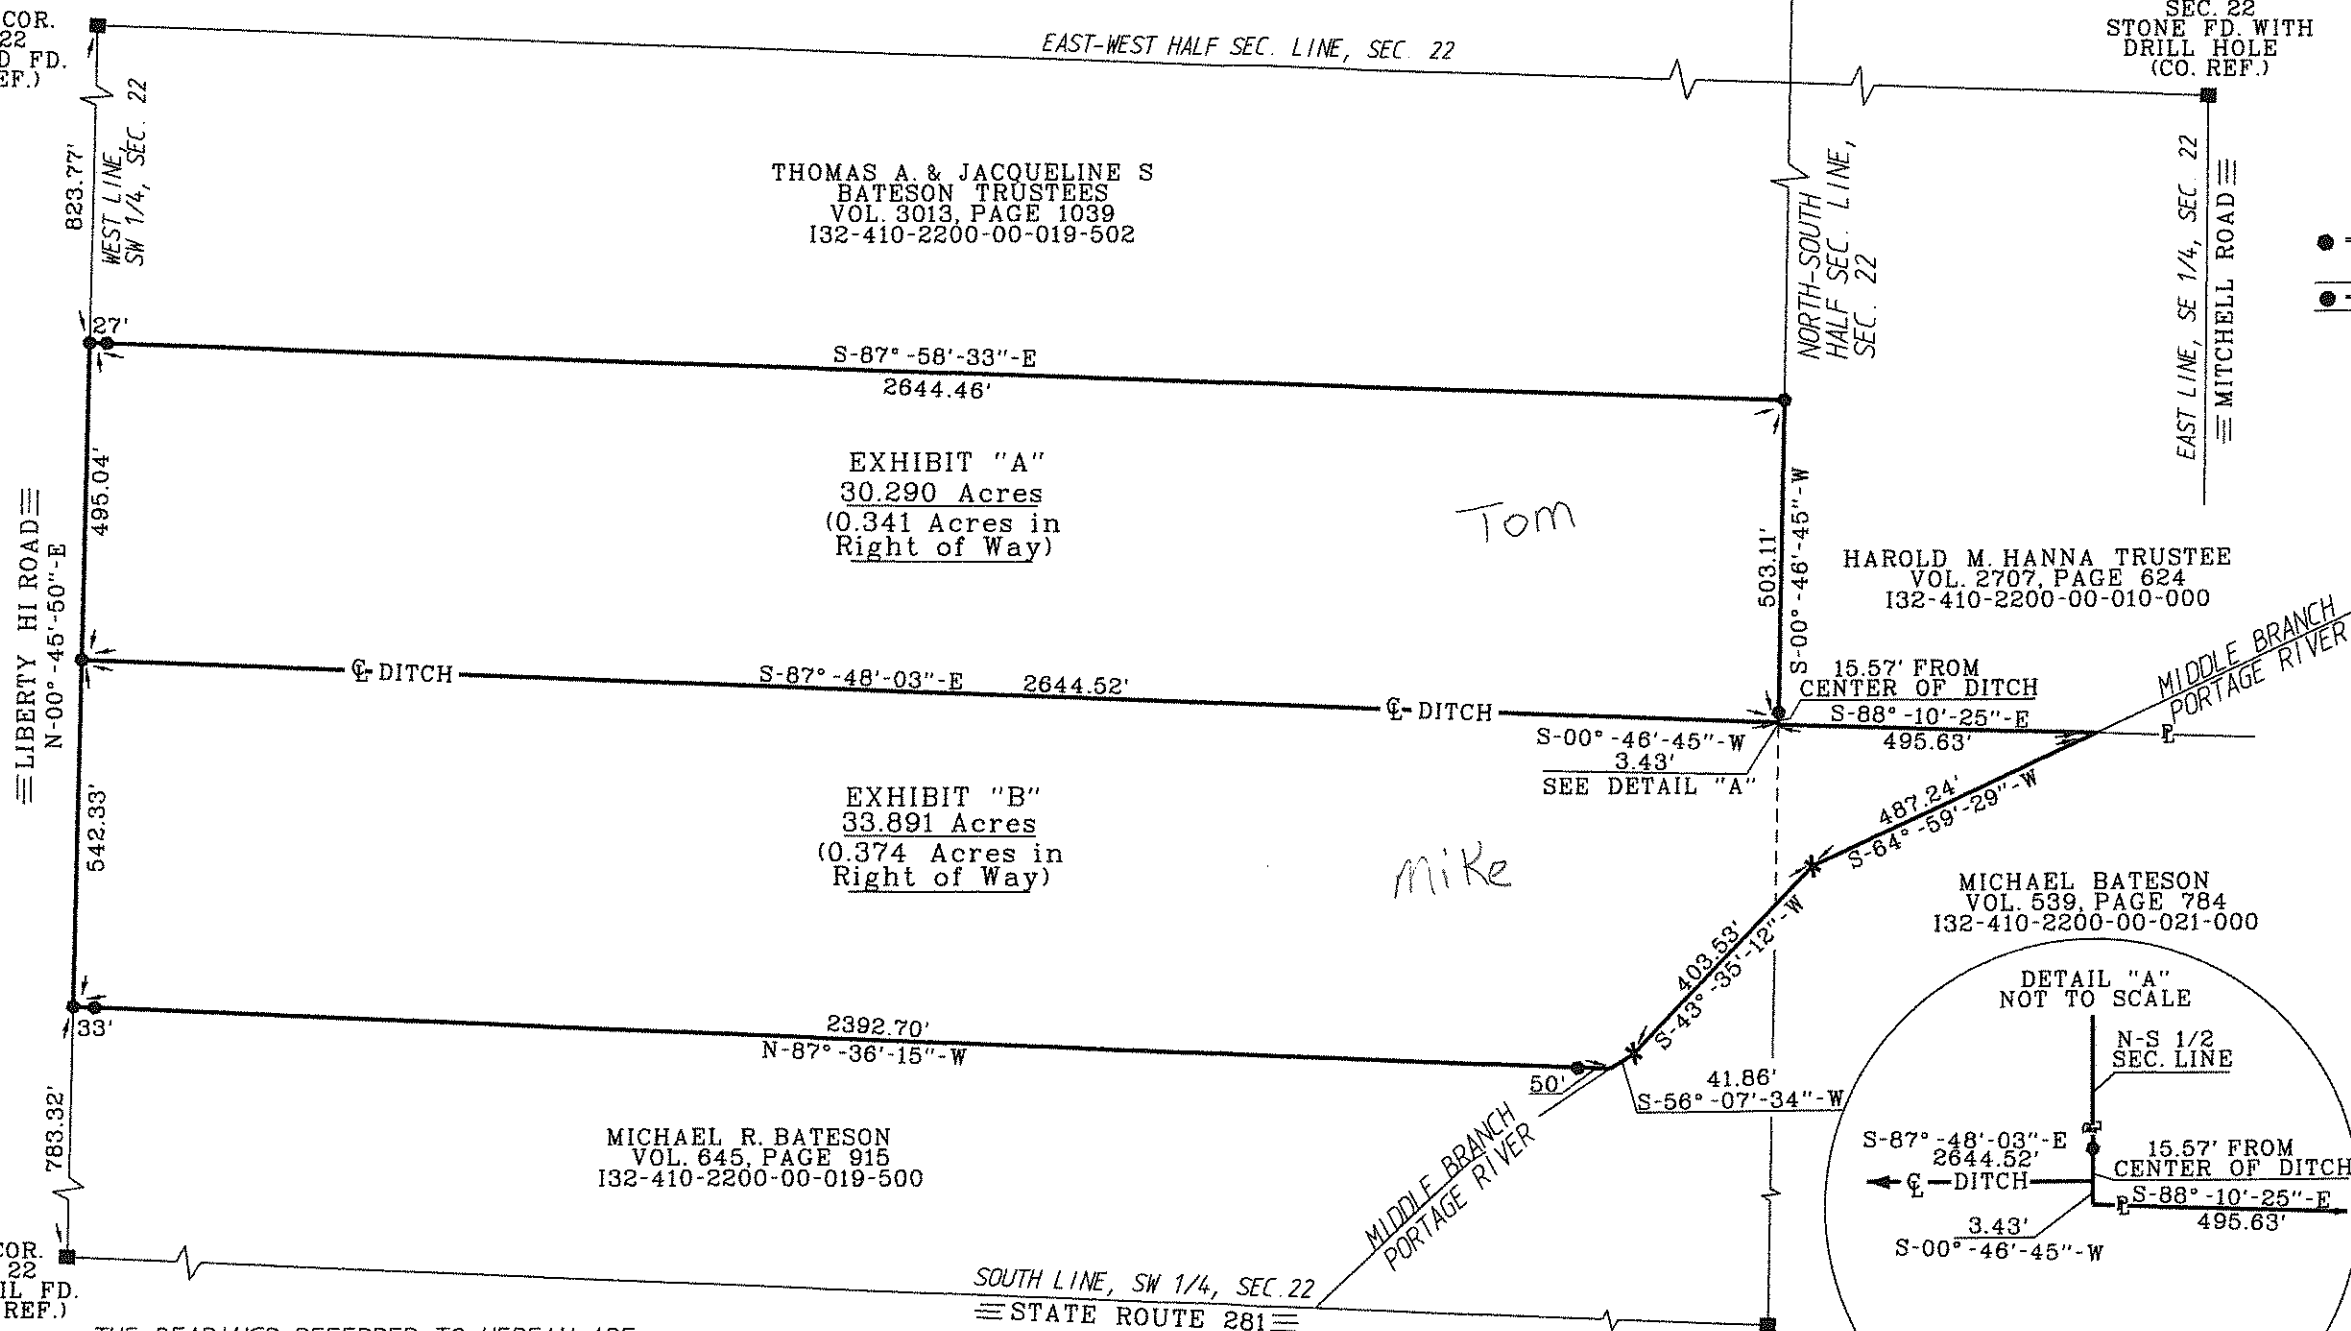 COR.
22
D FD.
EF.)
EAST-WEST HALF SEC. LINE, SEC. 22
SEC. 22
STONE FD. WITH
DRILL HOLE
(CO. REF.)
823.77'
WEST LINE,
SW 1/4, SEC. 22
THOMAS A. & JACQUELINE S
BATESON TRUSTEES
VOL. 3013, PAGE 1039
I32-410-2200-00-019-502
NORTH-SOUTH
HALF SEC. LINE,
SEC. 22
EAST LINE, SE 1/4, SEC. 22
MITCHELL ROAD
27'
S-87°-58'-33"-E
2644.46'
495.04'
EXHIBIT "A"
30.290 Acres
(0.341 Acres in
Right of Way)
Tom
503.11'
S-00°-46'-45"-W
HAROLD M. HANNA TRUSTEE
VOL. 2707, PAGE 624
I32-410-2200-00-010-000
LIBERTY HI ROAD
N-00°-45'-50"-E
℄ DITCH
S-87°-48'-03"-E 2644.52'
℄ DITCH
15.57' FROM
CENTER OF DITCH
S-88°-10'-25"-E
495.63'
MIDDLE BRANCH
PORTAGE RIVER
S-00°-46'-45"-W
3.43'
SEE DETAIL "A"
542.33'
EXHIBIT "B"
33.891 Acres
(0.374 Acres in
Right of Way)
Mike
487.24'
S-64°-59'-29"-W
403.53'
S-43°-35'-12"-W
MICHAEL BATESON
VOL. 539, PAGE 784
I32-410-2200-00-021-000
33'
2392.70'
N-87°-36'-15"-W
50'
41.86'
S-56°-07'-34"-W
783.32'
MICHAEL R. BATESON
VOL. 645, PAGE 915
I32-410-2200-00-019-500
MIDDLE BRANCH
PORTAGE RIVER
DETAIL "A"
NOT TO SCALE
N-S 1/2
SEC. LINE
S-87°-48'-03"-E
2644.52'
℄ DITCH
15.57' FROM
CENTER OF DITCH
S-88°-10'-25"-E
495.63'
3.43'
S-00°-46'-45"-W
COR.
22
IL FD.
REF.)
SOUTH LINE, SW 1/4, SEC.22
STATE ROUTE 281
THE BEARINGS REFERRED TO HEREIN ARE